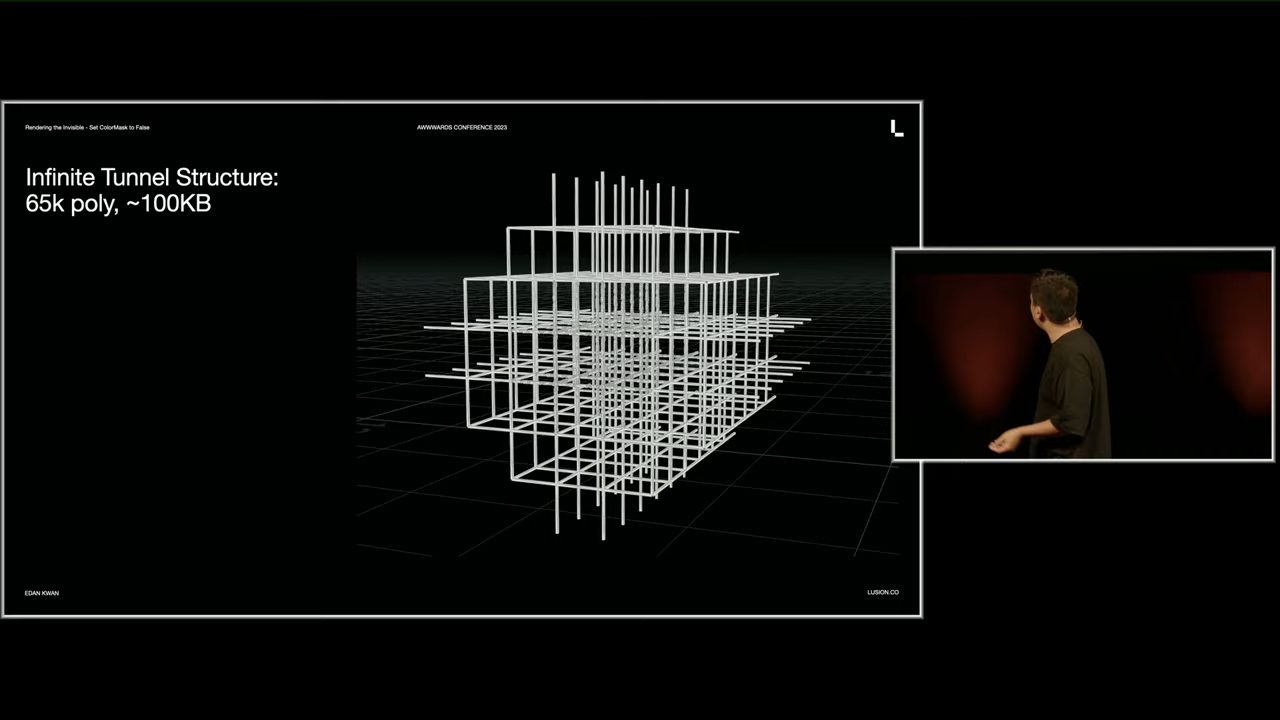 Rendering the Invisible - Set ColorMask to False
AWWWARDS CONFERENCE 2023
Infinite Tunnel Structure:
65k poly, ~100KB
EDAN KWAN
LUSION.CO